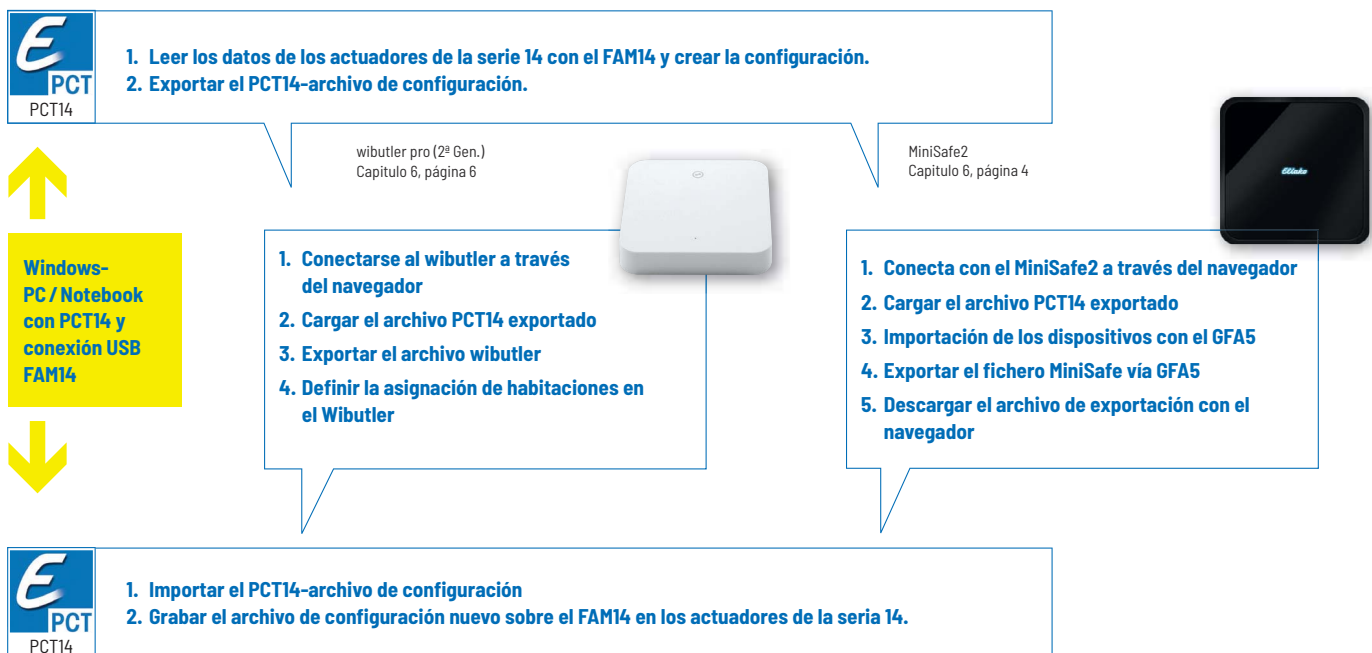 PCT
PCT14
1. Leer los datos de los actuadores de la serie 14 con el FAM14 y crear la configuración.
2. Exportar el PCT14-archivo de configuración.
wibutler pro (2ª Gen.)
Capitulo 6, página 6
MiniSafe2
Capitulo 6, página 4
Eltako
Windows-
PC / Notebook
con PCT14 y
conexión USB
FAM14
1. Conectarse al wibutler a través
del navegador
2. Cargar el archivo PCT14 exportado
3. Exportar el archivo wibutler
4. Definir la asignación de habitaciones en
el Wibutler
1. Conecta con el MiniSafe2 a través del navegador
2. Cargar el archivo PCT14 exportado
3. Importación de los dispositivos con el GFA5
4. Exportar el fichero MiniSafe vía GFA5
5. Descargar el archivo de exportación con el
navegador
PCT
PCT14
1. Importar el PCT14-archivo de configuración
2. Grabar el archivo de configuración nuevo sobre el FAM14 en los actuadores de la seria 14.